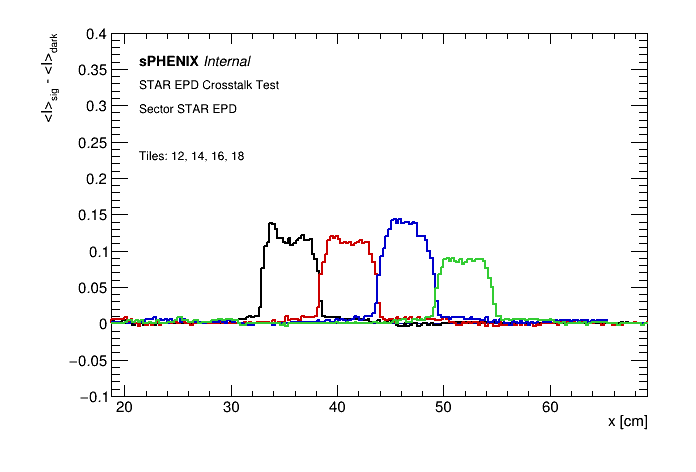 <I>sig - <I>dark
0.4
0.35
0.3
0.25
0.2
0.15
0.1
0.05
0
−0.05
−0.1
sPHENIX Internal
STAR EPD Crosstalk Test
Sector STAR EPD
Tiles: 12, 14, 16, 18
20 30 40 50 60
x [cm]